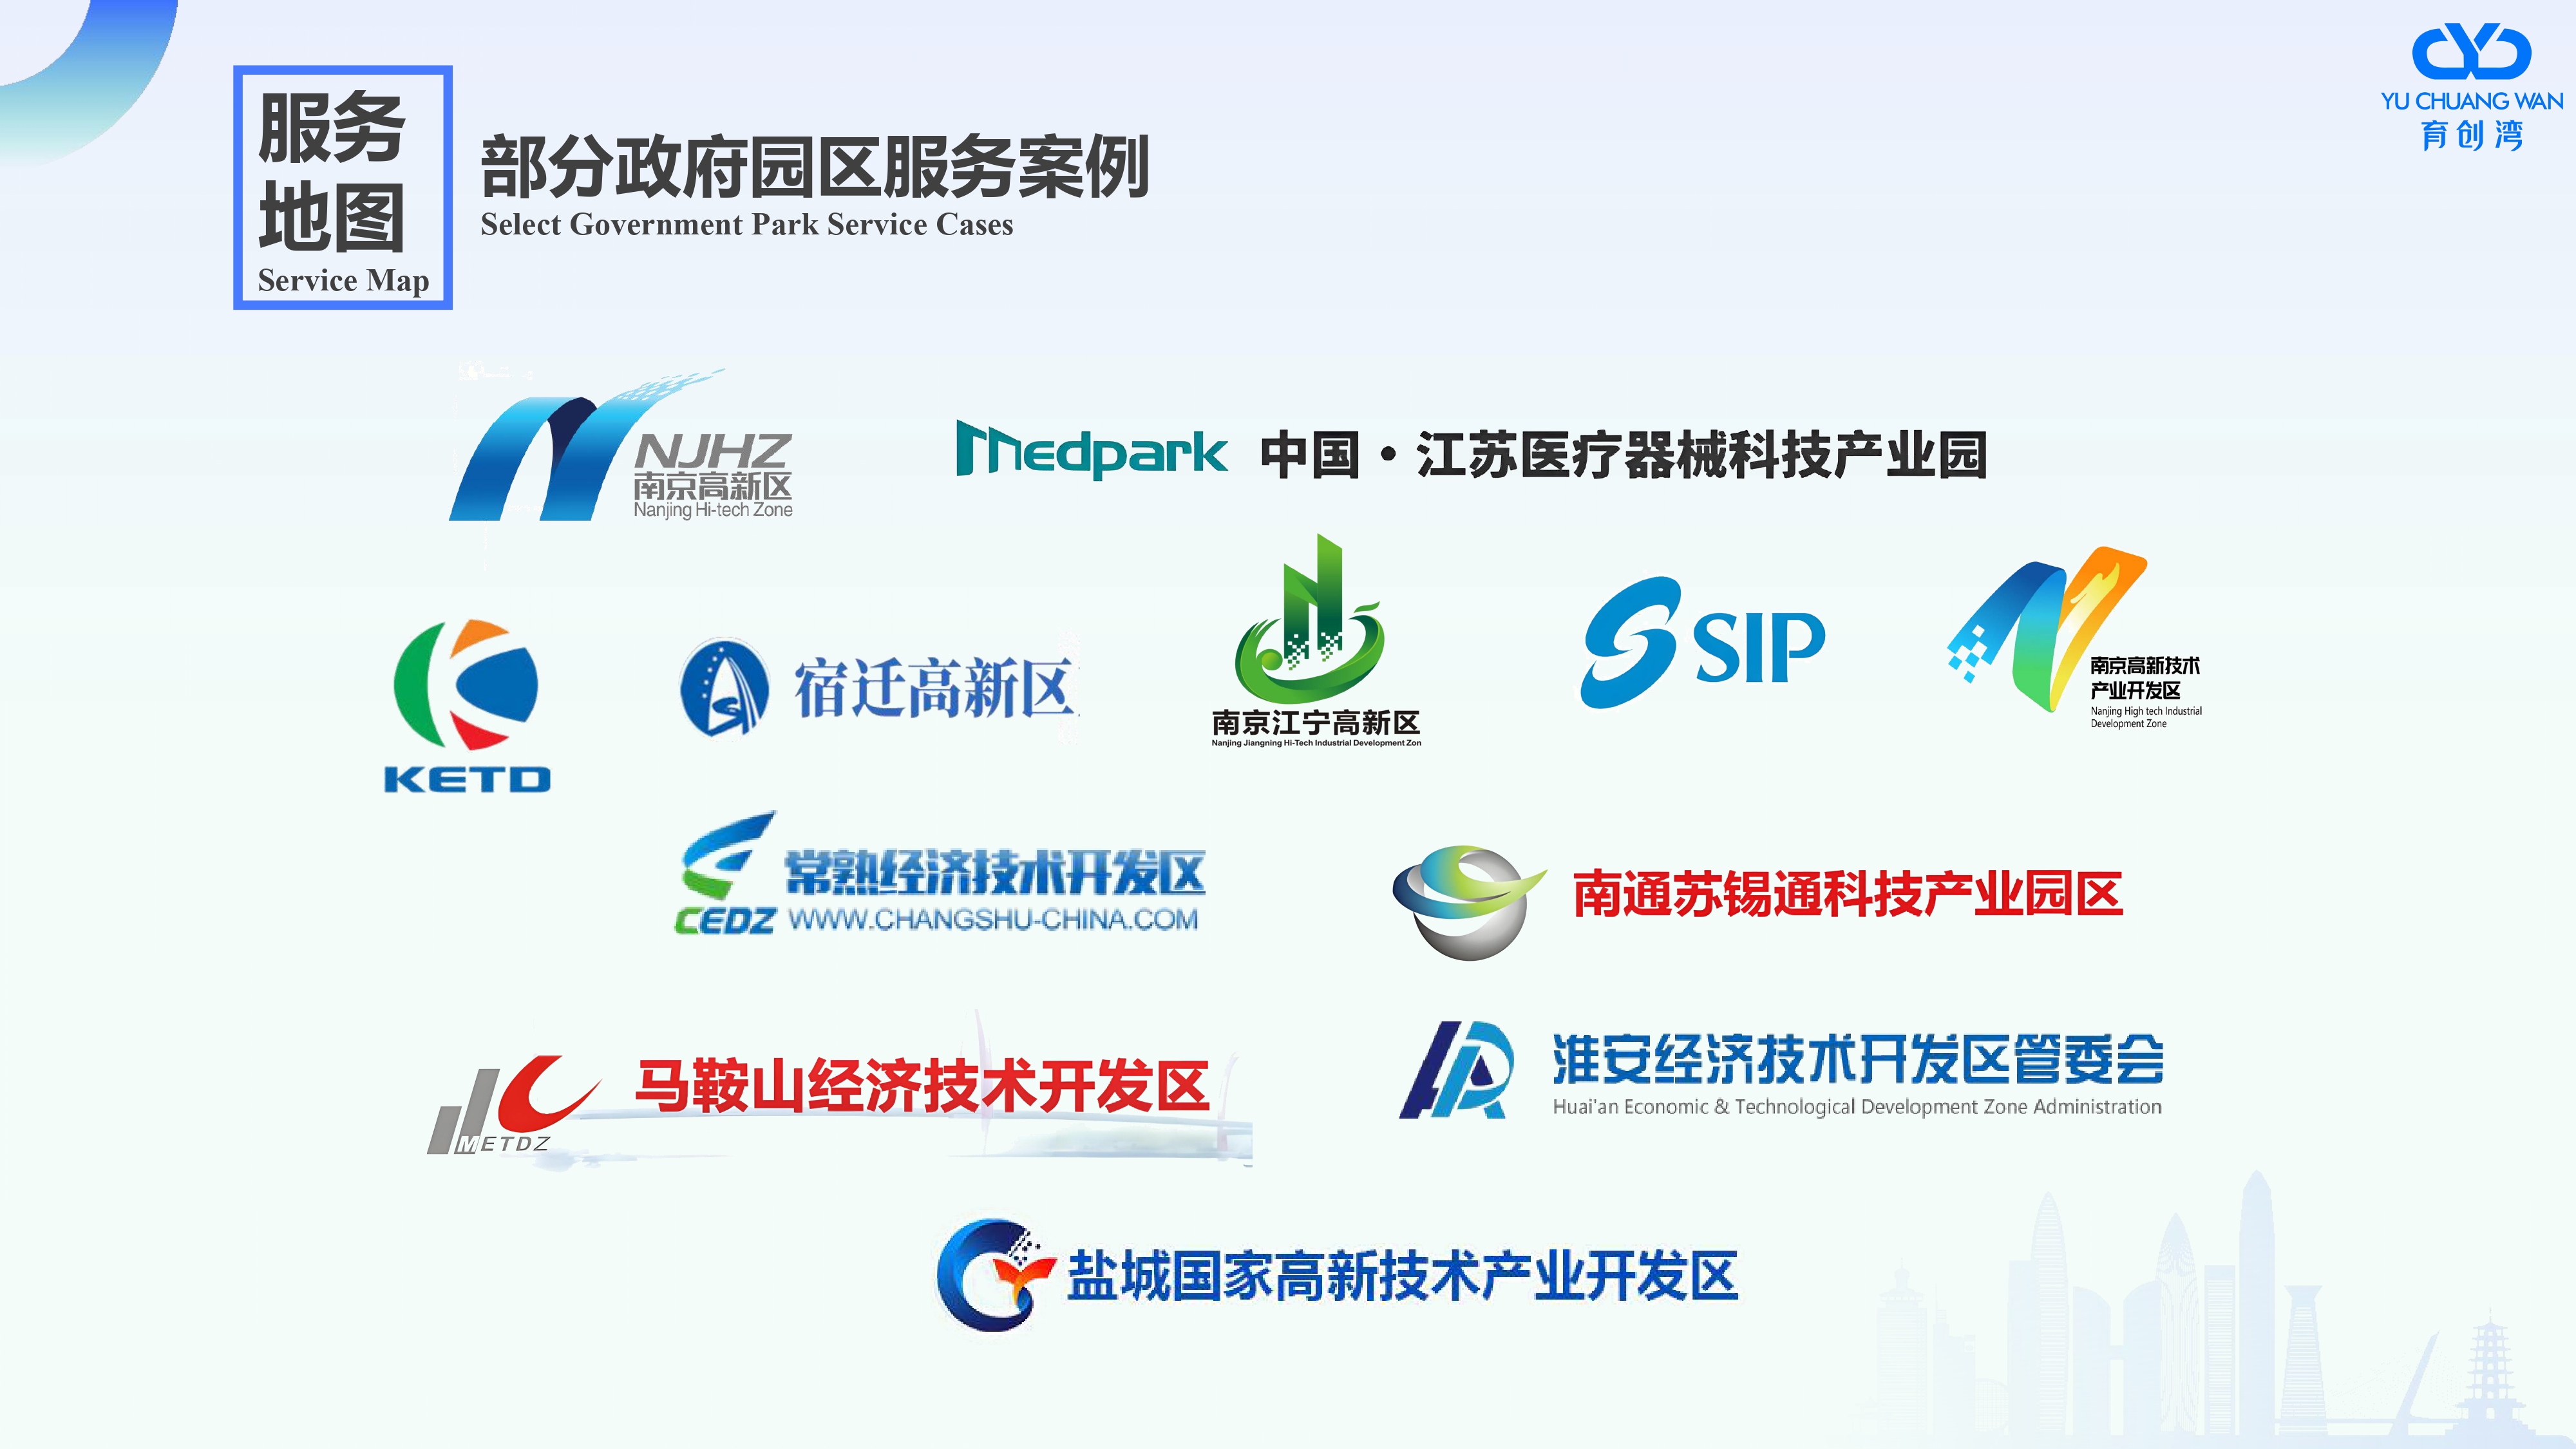 服务
地图
Service Map
部分政府园区服务案例
Select Government Park Service Cases
YU CHUANG WAN
育创湾
NJHZ
南京高新区
Nanjing Hi-tech Zone
Medpark 中国·江苏医疗器械科技产业园
KETD
宿迁高新区
南京江宁高新区
Nanjing Jiangning Hi-Tech Industrial Development Zon
SIP
南京高新技术
产业开发区
Nanjing High tech Industrial
Development Zone
常熟经济技术开发区
CEDZ WWW.CHANGSHU-CHINA.COM
南通苏锡通科技产业园区
马鞍山经济技术开发区
METDZ
淮安经济技术开发区管委会
Huai'an Economic & Technological Development Zone Administration
盐城国家高新技术产业开发区